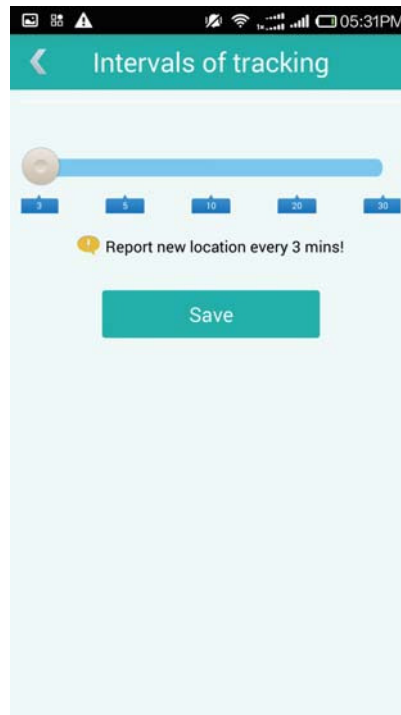 05:31PM
Intervals of tracking
3 5 10 20 30
Report new location every 3 mins!
Save